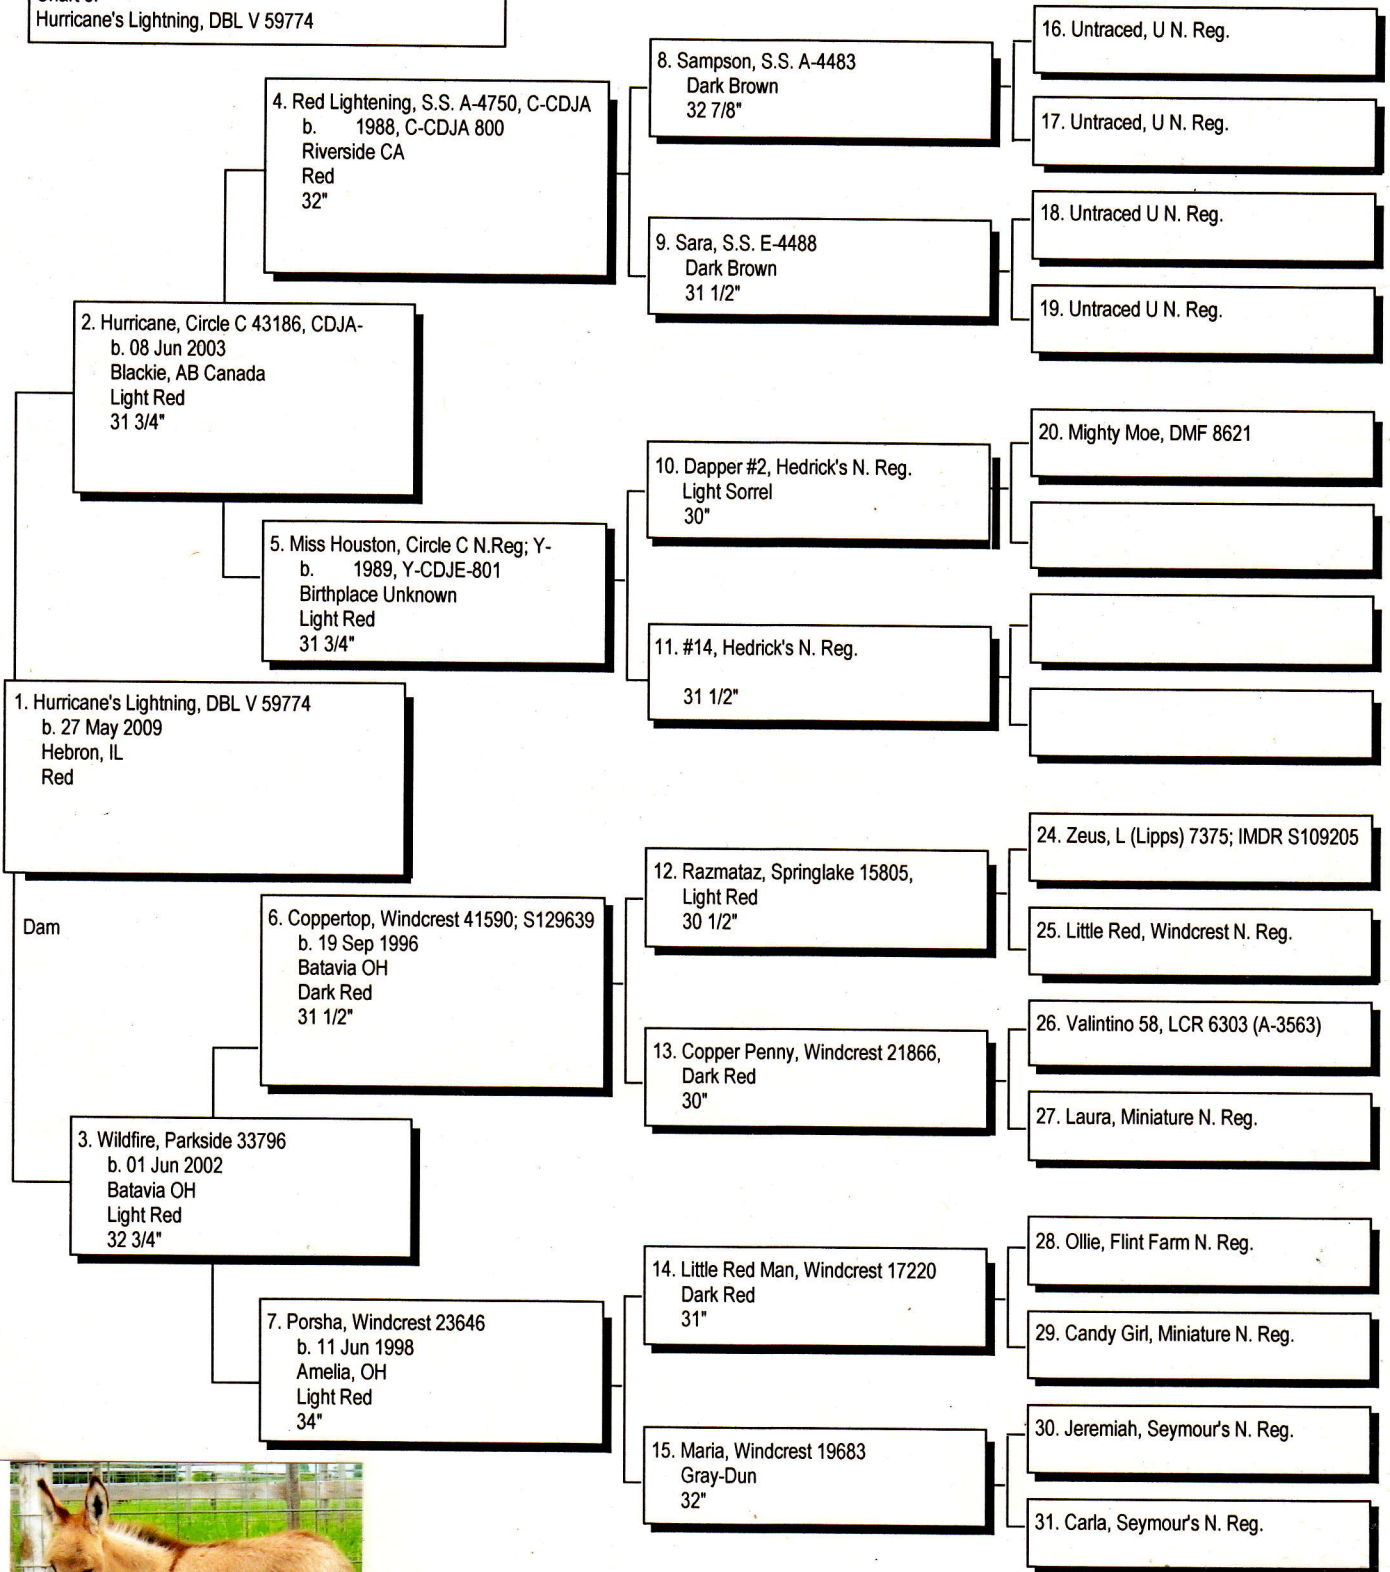 Hurricane's Lightning, DBL V 59774
8. Sampson, S.S. A-4483
Dark Brown
32 7/8"
16. Untraced, U N. Reg.
17. Untraced, U N. Reg.
4. Red Lightening, S.S. A-4750, C-CDJA
b. 1988, C-CDJA 800
Riverside CA
Red
32"
9. Sara, S.S. E-4488
Dark Brown
31 1/2"
18. Untraced U N. Reg.
19. Untraced U N. Reg.
2. Hurricane, Circle C 43186, CDJA-
b. 08 Jun 2003
Blackie, AB Canada
Light Red
31 3/4"
10. Dapper #2, Hedrick's N. Reg.
Light Sorrel
30"
20. Mighty Moe, DMF 8621
5. Miss Houston, Circle C N.Reg; Y-
b. 1989, Y-CDJE-801
Birthplace Unknown
Light Red
31 3/4"
11. #14, Hedrick's N. Reg.
31 1/2"
1. Hurricane's Lightning, DBL V 59774
b. 27 May 2009
Hebron, IL
Red
Dam
12. Razmataz, Springlake 15805,
Light Red
30 1/2"
24. Zeus, L (Lipps) 7375; IMDR S109205
25. Little Red, Windcrest N. Reg.
6. Coppertop, Windcrest 41590; S129639
b. 19 Sep 1996
Batavia OH
Dark Red
31 1/2"
13. Copper Penny, Windcrest 21866,
Dark Red
30"
26. Valintino 58, LCR 6303 (A-3563)
27. Laura, Miniature N. Reg.
3. Wildfire, Parkside 33796
b. 01 Jun 2002
Batavia OH
Light Red
32 3/4"
14. Little Red Man, Windcrest 17220
Dark Red
31"
28. Ollie, Flint Farm N. Reg.
29. Candy Girl, Miniature N. Reg.
7. Porsha, Windcrest 23646
b. 11 Jun 1998
Amelia, OH
Light Red
34"
15. Maria, Windcrest 19683
Gray-Dun
32"
30. Jeremiah, Seymour's N. Reg.
31. Carla, Seymour's N. Reg.